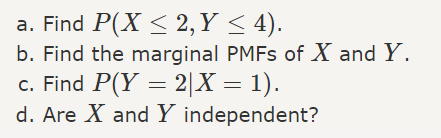 a. Find P(X ≤ 2, Y ≤ 4).
b. Find the marginal PMFs of X and Y.
c. Find P(Y = 2|X = 1).
d. Are X and Y independent?